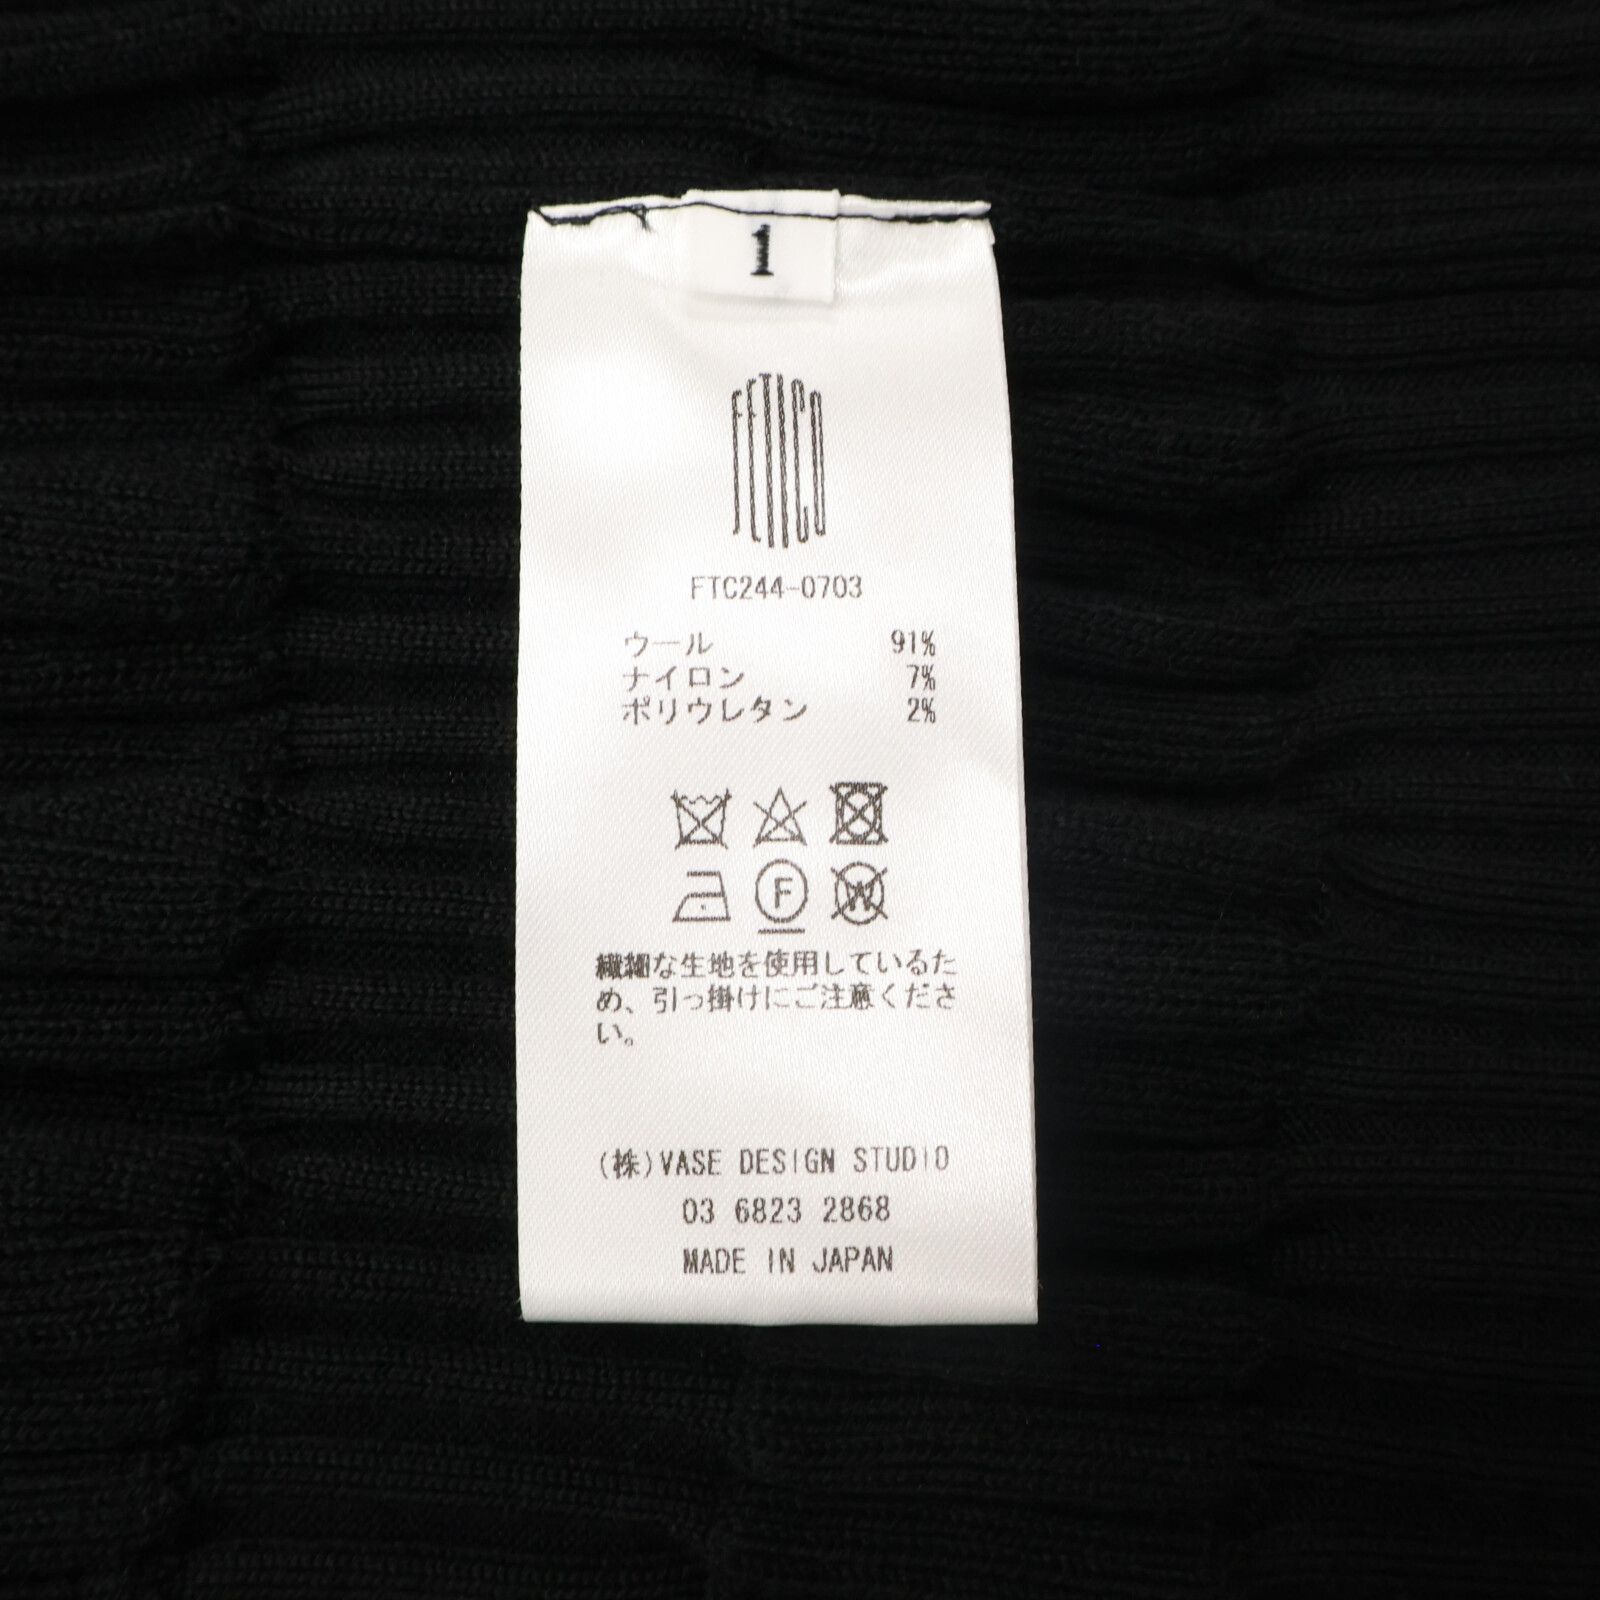 1
FETICO
FTC244-0703
ウール 91%
ナイロン 7%
ポリウレタン 2%
F W
繊細な生地を使用しているた
め、引っ掛けにご注意くださ
い。
(株)VASE DESIGN STUDIO
03 6823 2868
MADE IN JAPAN